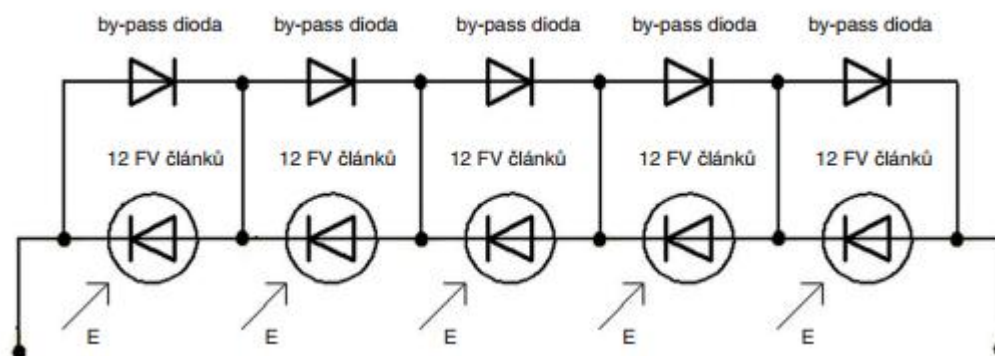 by-pass dioda by-pass dioda by-pass dioda by-pass dioda by-pass dioda
12 FV článků 12 FV článků 12 FV článků 12 FV článků 12 FV článků
E E E E E